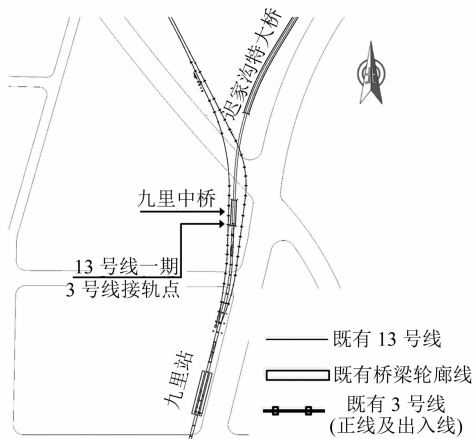 迟家沟特大桥
九里中桥
13 号线一期
3 号线接轨点
九里站
既有 13 号线
既有桥梁轮廊线
既有 3 号线
(正线及出入线)